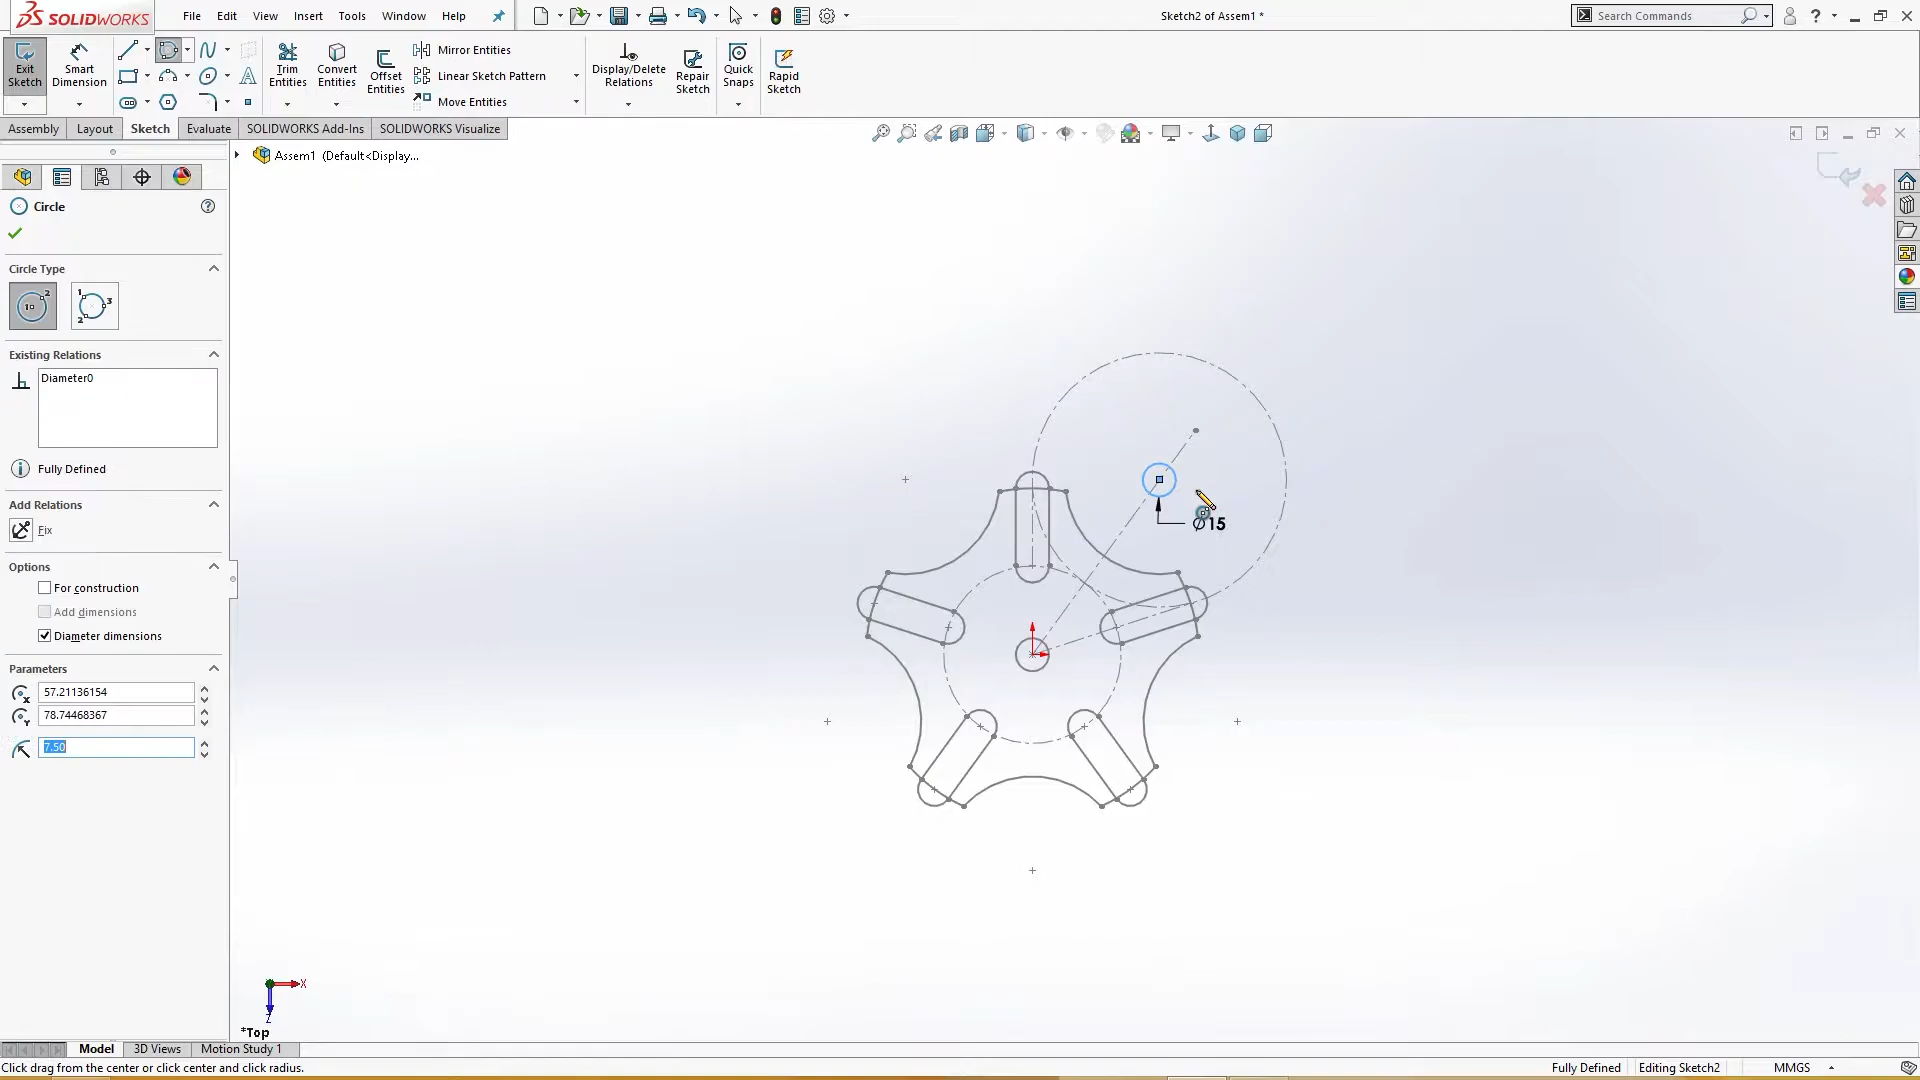 SOLIDWORKS
File Edit View Insert Tools Window Help
Sketch2 of Assem1 *
Search Commands
Exit Sketch
Smart Dimension
Trim Entities
Convert Entities
Offset Entities
Mirror Entities
Linear Sketch Pattern
Move Entities
Display/Delete Relations
Repair Sketch
Quick Snaps
Rapid Sketch
Assembly Layout Sketch Evaluate SOLIDWORKS Add-Ins SOLIDWORKS Visualize
Assem1 (Default<Display...
Circle
Circle Type
Existing Relations
Diameter0
Fully Defined
Add Relations
Fix
Options
For construction
Add dimensions
Diameter dimensions
Parameters
57.21136154
78.74468367
7.50
∅15
X
Z
*Top
Model 3D Views Motion Study 1
Click drag from the center or click center and click radius.
Fully Defined Editing Sketch2 MMGS